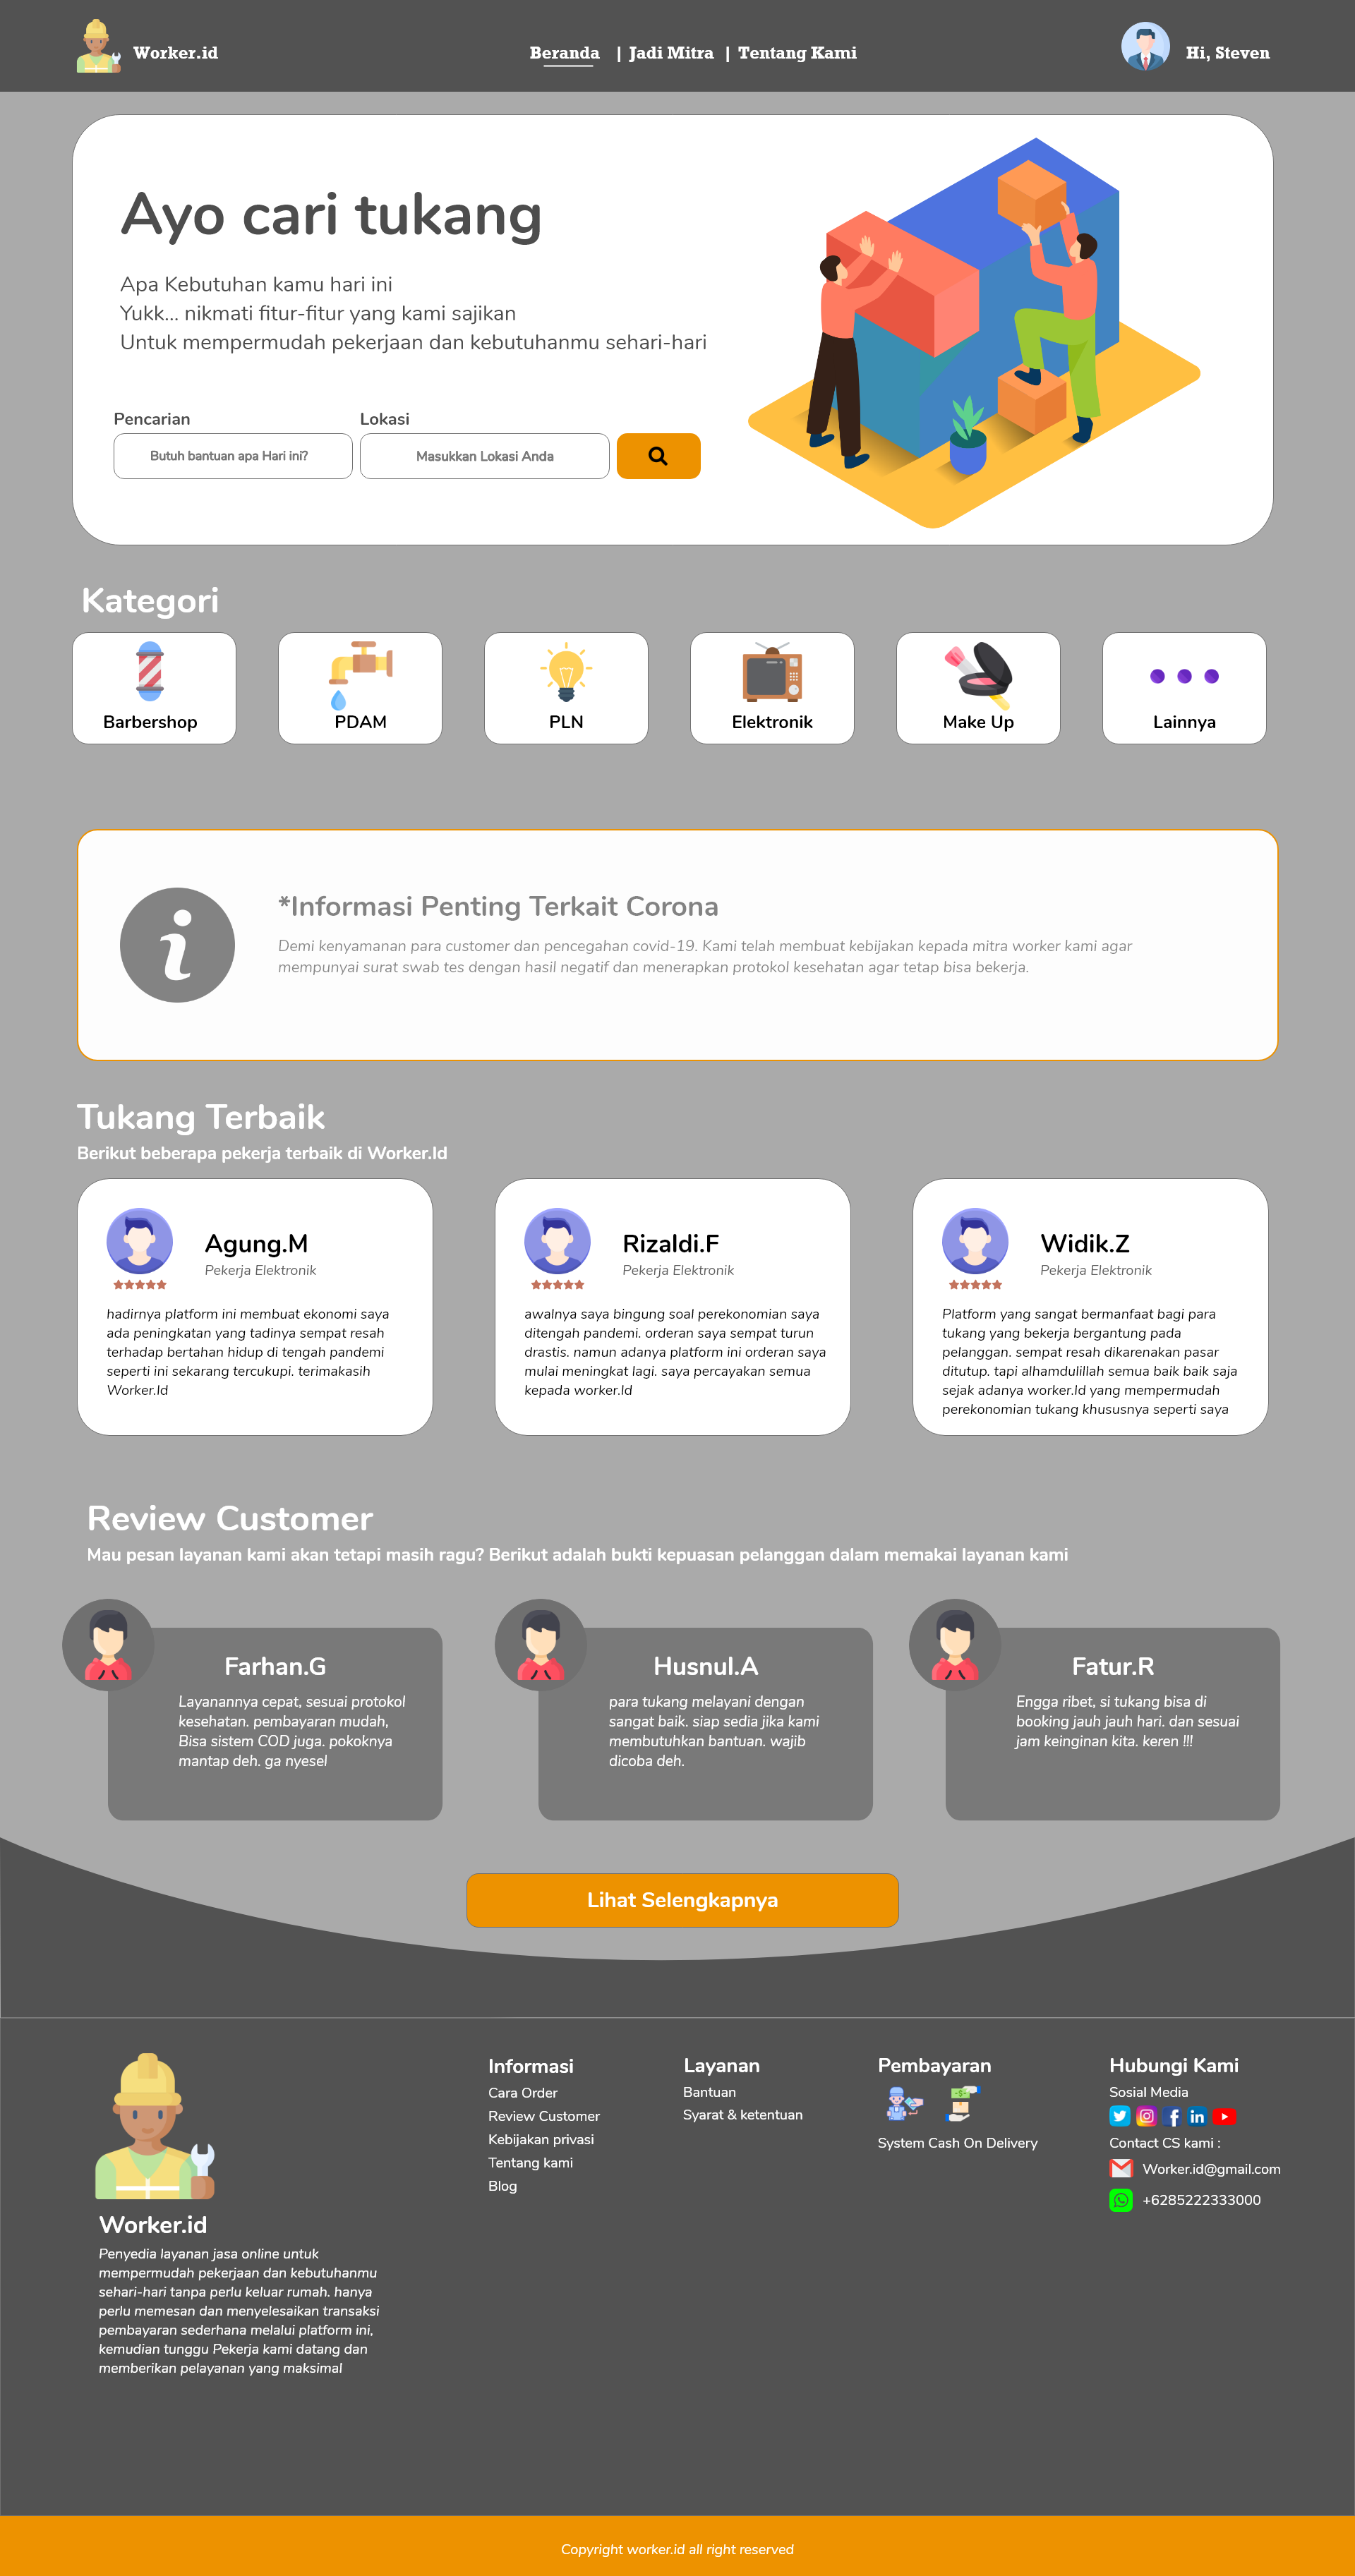 Worker.id
Beranda | Jadi Mitra | Tentang Kami
Hi, Steven
Ayo cari tukang
Apa Kebutuhan kamu hari ini
Yukk... nikmati fitur-fitur yang kami sajikan
Untuk mempermudah pekerjaan dan kebutuhanmu sehari-hari
Pencarian
Lokasi
Butuh bantuan apa Hari ini?
Masukkan Lokasi Anda
Kategori
Barbershop
PDAM
PLN
Elektronik
Make Up
Lainnya
i
*Informasi Penting Terkait Corona
Demi kenyamanan para customer dan pencegahan covid-19. Kami telah membuat kebijakan kepada mitra worker kami agar
mempunyai surat swab tes dengan hasil negatif dan menerapkan protokol kesehatan agar tetap bisa bekerja.
Tukang Terbaik
Berikut beberapa pekerja terbaik di Worker.Id
Agung.M
Pekerja Elektronik
hadirnya platform ini membuat ekonomi saya
ada peningkatan yang tadinya sempat resah
terhadap bertahan hidup di tengah pandemi
seperti ini sekarang tercukupi. terimakasih
Worker.Id
Rizaldi.F
Pekerja Elektronik
awalnya saya bingung soal perekonomian saya
ditengah pandemi. orderan saya sempat turun
drastis. namun adanya platform ini orderan saya
mulai meningkat lagi. saya percayakan semua
kepada worker.Id
Widik.Z
Pekerja Elektronik
Platform yang sangat bermanfaat bagi para
tukang yang bekerja bergantung pada
pelanggan. sempat resah dikarenakan pasar
ditutup. tapi alhamdulillah semua baik baik saja
sejak adanya worker.Id yang mempermudah
perekonomian tukang khususnya seperti saya
Review Customer
Mau pesan layanan kami akan tetapi masih ragu? Berikut adalah bukti kepuasan pelanggan dalam memakai layanan kami
Farhan.G
Layanannya cepat, sesuai protokol
kesehatan. pembayaran mudah,
Bisa sistem COD juga. pokoknya
mantap deh. ga nyesel
Husnul.A
para tukang melayani dengan
sangat baik. siap sedia jika kami
membutuhkan bantuan. wajib
dicoba deh.
Fatur.R
Engga ribet, si tukang bisa di
booking jauh jauh hari. dan sesuai
jam keinginan kita. keren !!!
Lihat Selengkapnya
Worker.id
Penyedia layanan jasa online untuk
mempermudah pekerjaan dan kebutuhanmu
sehari-hari tanpa perlu keluar rumah. hanya
perlu memesan dan menyelesaikan transaksi
pembayaran sederhana melalui platform ini,
kemudian tunggu Pekerja kami datang dan
memberikan pelayanan yang maksimal
Informasi
Cara Order
Review Customer
Kebijakan privasi
Tentang kami
Blog
Layanan
Bantuan
Syarat & ketentuan
Pembayaran
System Cash On Delivery
Hubungi Kami
Sosial Media
Contact CS kami :
Worker.id@gmail.com
+6285222333000
Copyright worker.id all right reserved